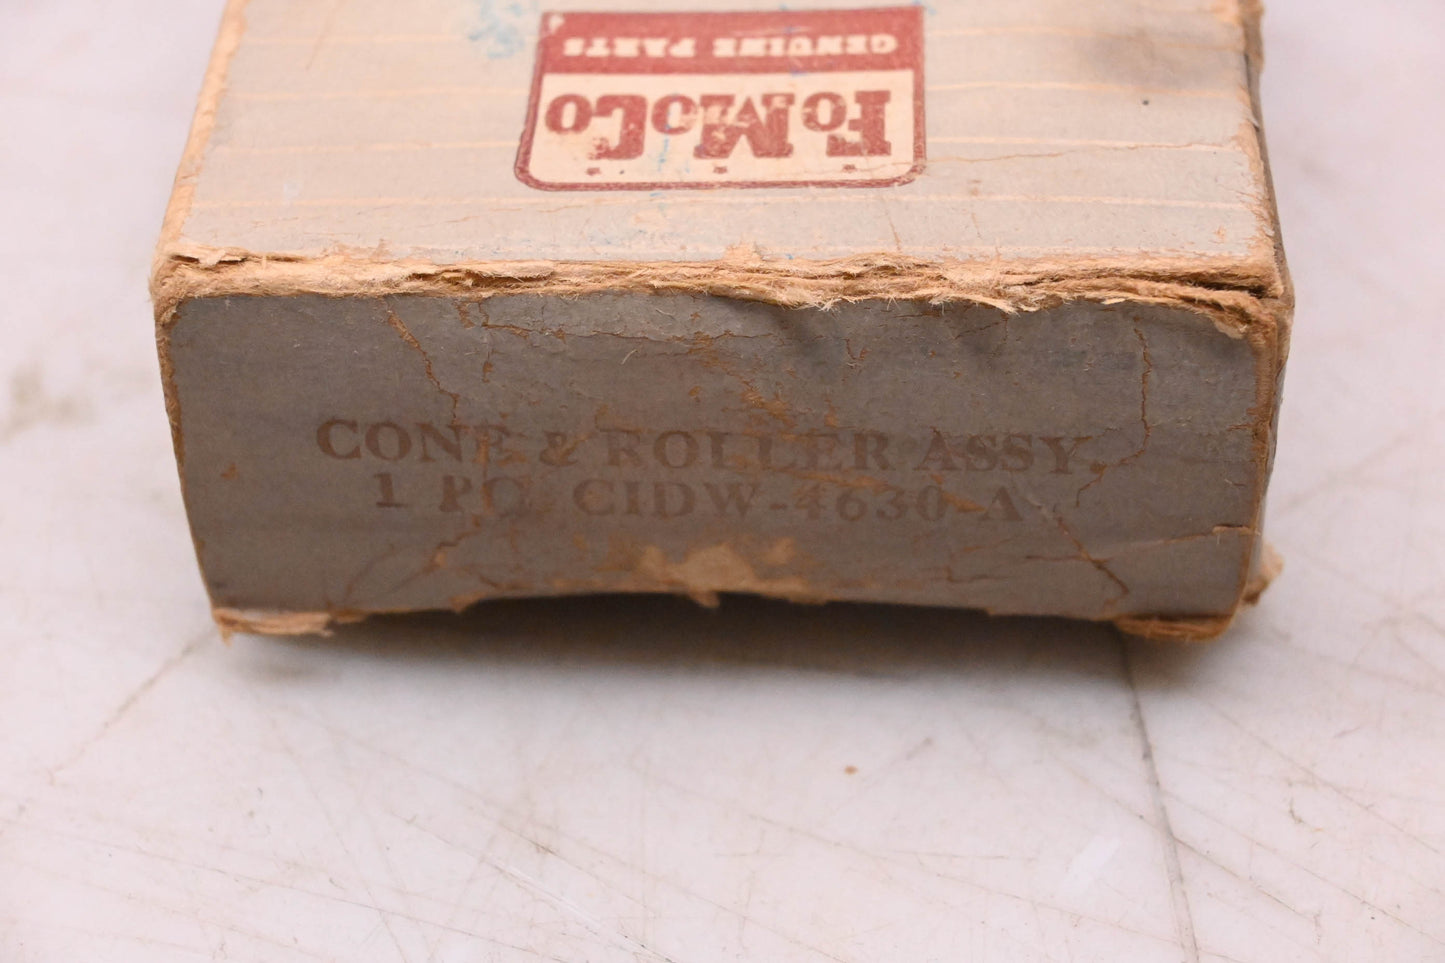 GENUINE PARTS
FoMoCo
CONE & ROLLER ASSY.
1 PC. CIDW-4630-A